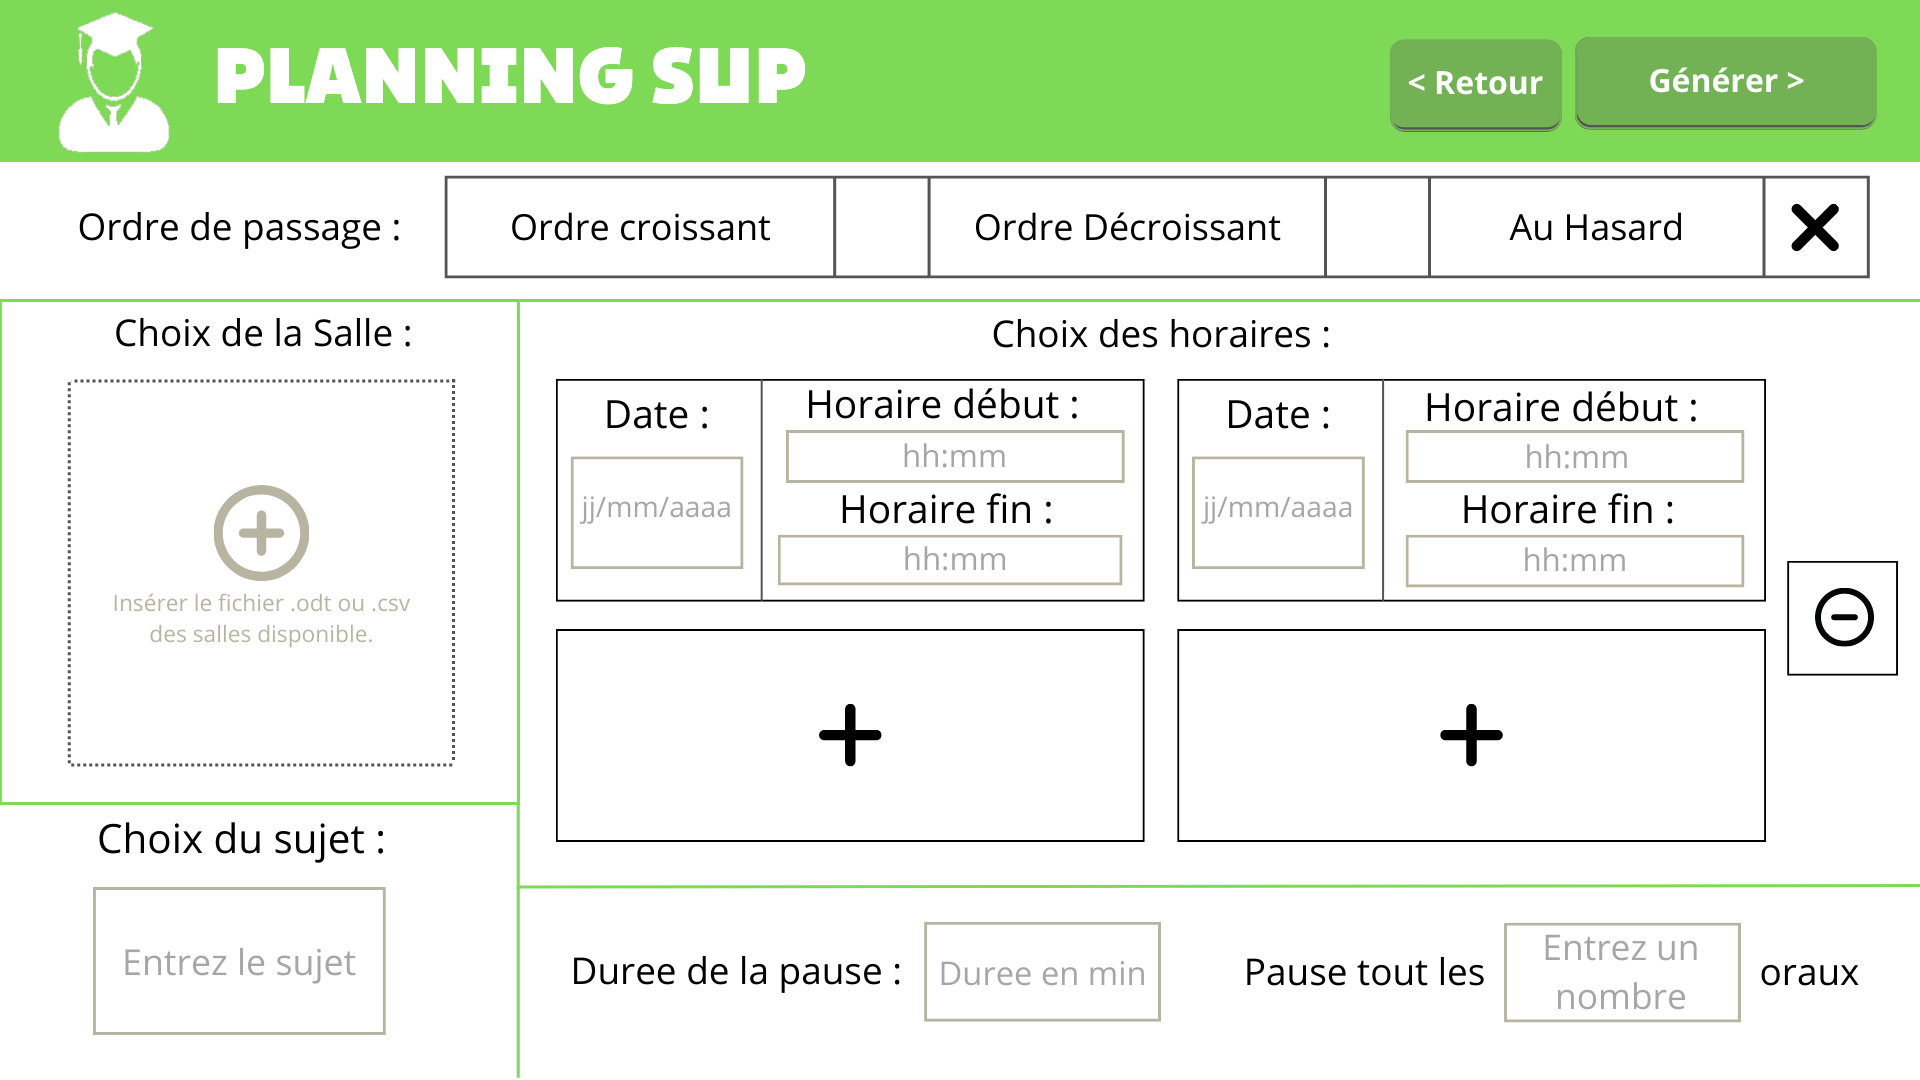 PLANNING SUP
< Retour
Générer >
Ordre de passage :
Ordre croissant
Ordre Décroissant
Au Hasard
Choix de la Salle :
Insérer le fichier .odt ou .csv
des salles disponible.
Choix du sujet :
Entrez le sujet
Choix des horaires :
Date :
jj/mm/aaaa
Horaire début :
hh:mm
Horaire fin :
hh:mm
Date :
jj/mm/aaaa
Horaire début :
hh:mm
Horaire fin :
hh:mm
Duree de la pause :
Duree en min
Pause tout les
Entrez un
nombre
oraux